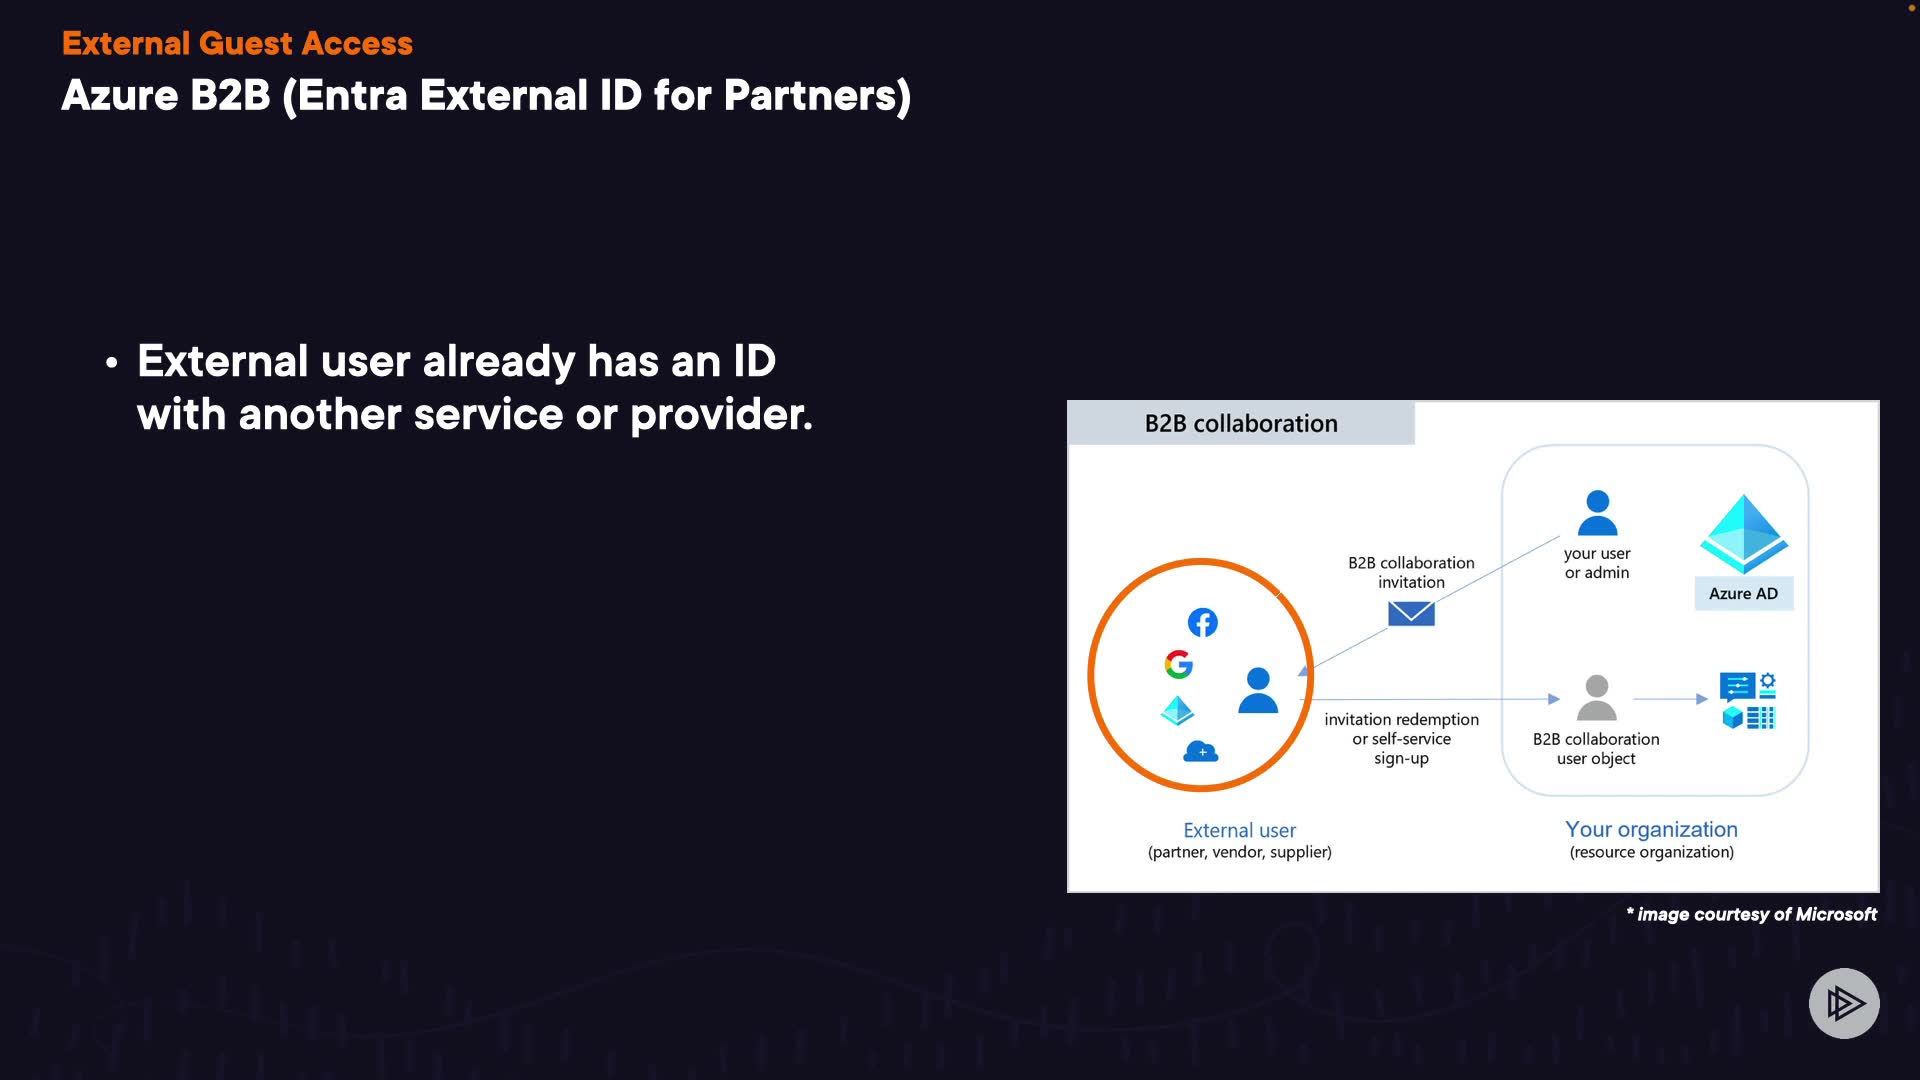 External Guest Access
Azure B2B (Entra External ID for Partners)
• External user already has an ID
with another service or provider.
B2B collaboration
your user
or admin
Azure AD
B2B collaboration
invitation
invitation redemption
or self-service
sign-up
B2B collaboration
user object
External user
(partner, vendor, supplier)
Your organization
(resource organization)
* image courtesy of Microsoft